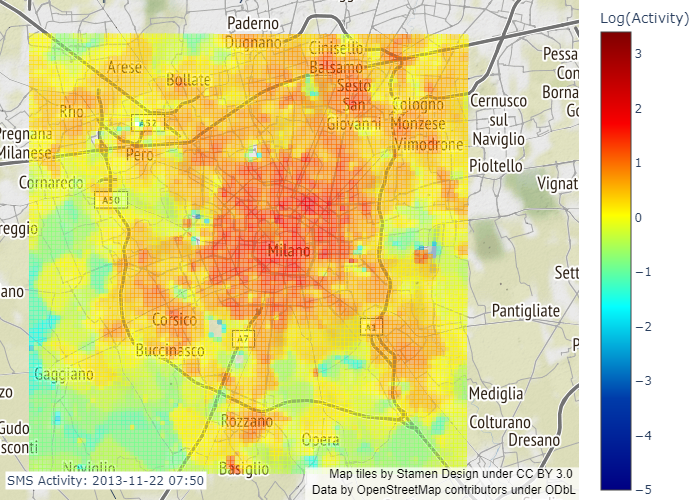 Log(Activity)
Paderno
Dugnano
Cinisello
Balsamo
Arese
Bollate
Sesto
San
Giovanni
Pessa
Con
Borna
Go
Rho
A52
Cologno
Monzese
Vimodrone
Cernusco
sul
Naviglio
Pregnana
Milanese
Pero
Pioltello
Cornaredo
Vignat
A50
reggio
Milano
Sett
ano
Pantigliate
Corsico
A1
A7
Buccinasco
P
Gaggiano
zo
Mediglia
Rozzano
Colturano
Gudo
sconti
Opera
Dresano
Noviglio
Basiglio
SMS Activity: 2013-11-22 07:50
Map tiles by Stamen Design under CC BY 3.0
Data by OpenStreetMap contributors under ODbL
3
2
1
0
−1
−2
−3
−4
−5